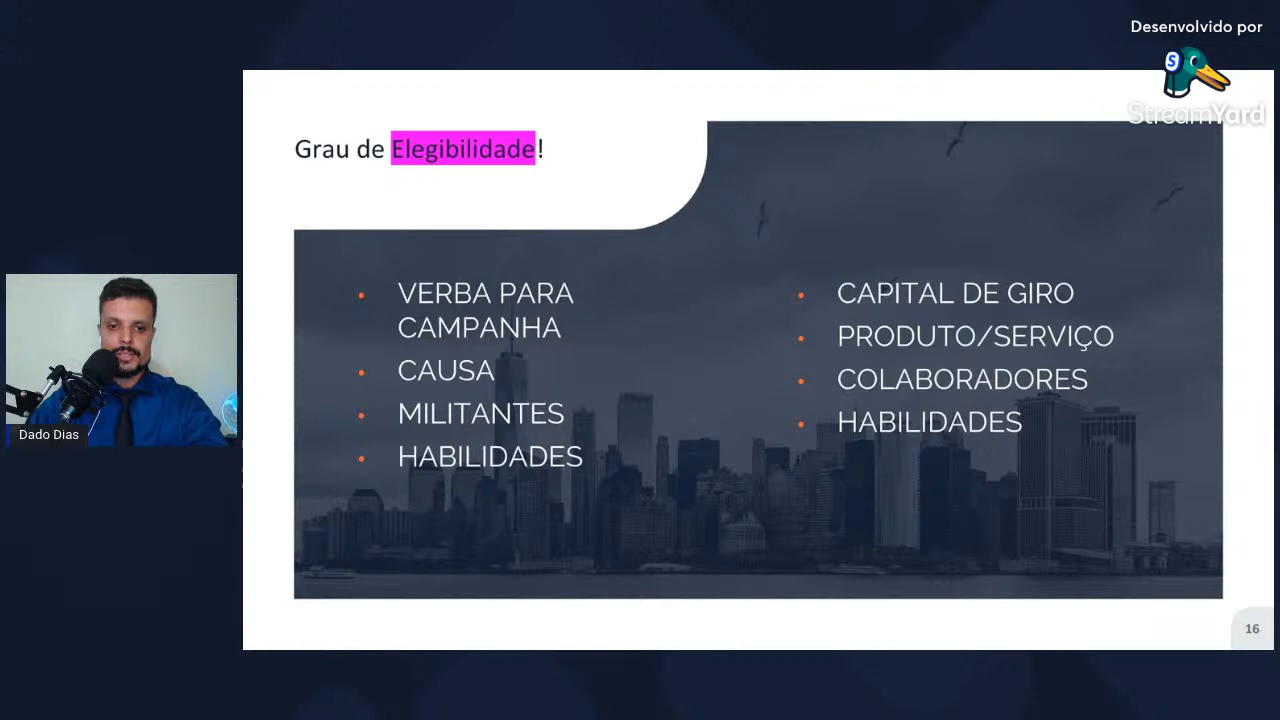 Desenvolvido por
S
StreamYard
Grau de Elegibilidade!
VERBA PARA
CAMPANHA
CAUSA
MILITANTES
HABILIDADES
CAPITAL DE GIRO
PRODUTO/SERVIÇO
COLABORADORES
HABILIDADES
Dado Dias
16